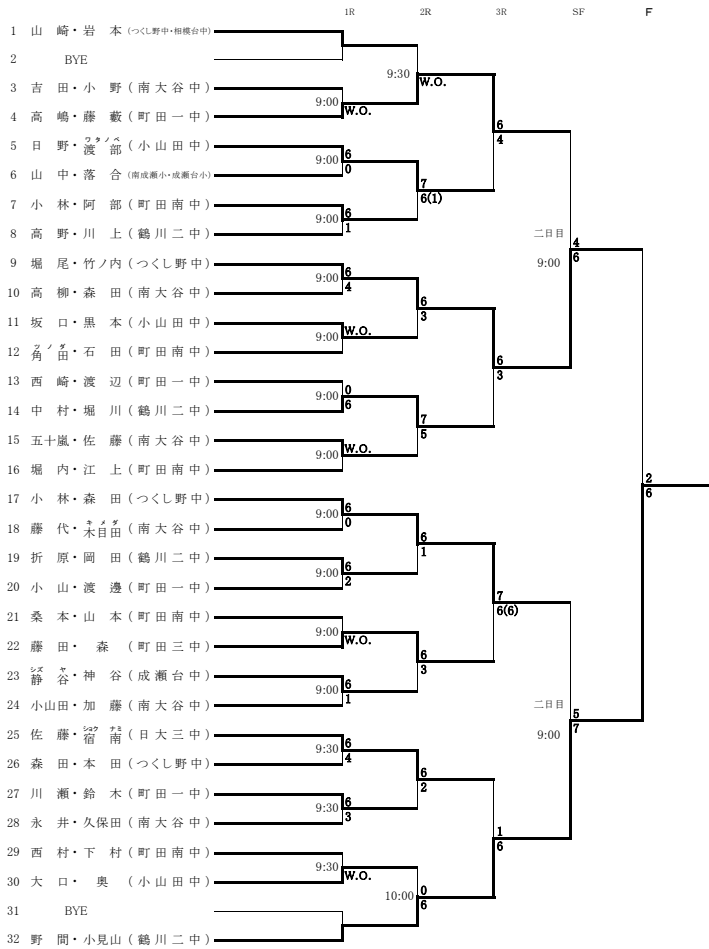 1R 2R 3R SF F
1 山 崎・岩 本 (つくし野中・相模台中)
2 BYE
9:30 W.O.
3 吉 田・小 野 (南大谷中)
9:00 W.O.
4 高 嶋・藤 藪 (町田一中)
6 4
5 日 野・渡 部 (小山田中)
ワタノベ
9:00 6 0
6 山 中・落 合 (南成瀬小・成瀬台小)
7 6(1)
7 小 林・阿 部 (町田南中)
9:00 6 1
8 高 野・川 上 (鶴川二中)
二日目 9:00 4 6
9 堀 尾・竹ノ内 (つくし野中)
9:00 6 4
10 高 柳・森 田 (南大谷中)
6 3
11 坂 口・黒 本 (小山田中)
9:00 W.O.
12 角 田・石 田 (町田南中)
ツノダ
6 3
13 西 崎・渡 辺 (町田一中)
9:00 0 6
14 中 村・堀 川 (鶴川二中)
7 5
15 五十嵐・佐 藤 (南大谷中)
9:00 W.O.
16 堀 内・江 上 (町田南中)
2 6
17 小 林・森 田 (つくし野中)
9:00 6 0
18 藤 代・木目田 (南大谷中)
キメダ
6 1
19 折 原・岡 田 (鶴川二中)
9:00 6 2
20 小 山・渡 邊 (町田一中)
7 6(6)
21 桑 本・山 本 (町田南中)
9:00 W.O.
22 藤 田・ 森 (町田三中)
6 3
23 静 谷・神 谷 (成瀬台中)
シズ ヤ
9:00 6 1
24 小山田・加 藤 (南大谷中)
二日目 9:00 5 7
25 佐 藤・宿 南 (日大三中)
ショク ナミ
9:30 6 4
26 森 田・本 田 (つくし野中)
6 2
27 川 瀬・鈴 木 (町田一中)
9:30 6 3
28 永 井・久保田 (南大谷中)
1 6
29 西 村・下 村 (町田南中)
9:30 W.O.
30 大 口・ 奥 (小山田中)
10:00 0 6
31 BYE
32 野 間・小見山 (鶴川二中)